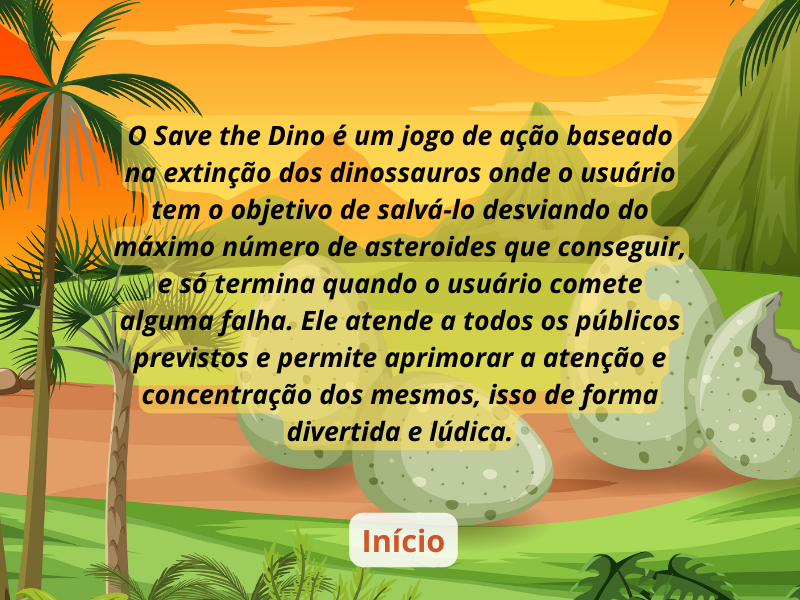 O Save the Dino é um jogo de ação baseado
na extinção dos dinossauros onde o usuário
tem o objetivo de salvá-lo desviando do
máximo número de asteroides que conseguir,
e só termina quando o usuário comete
alguma falha. Ele atende a todos os públicos
previstos e permite aprimorar a atenção e
concentração dos mesmos, isso de forma
divertida e lúdica.
Início